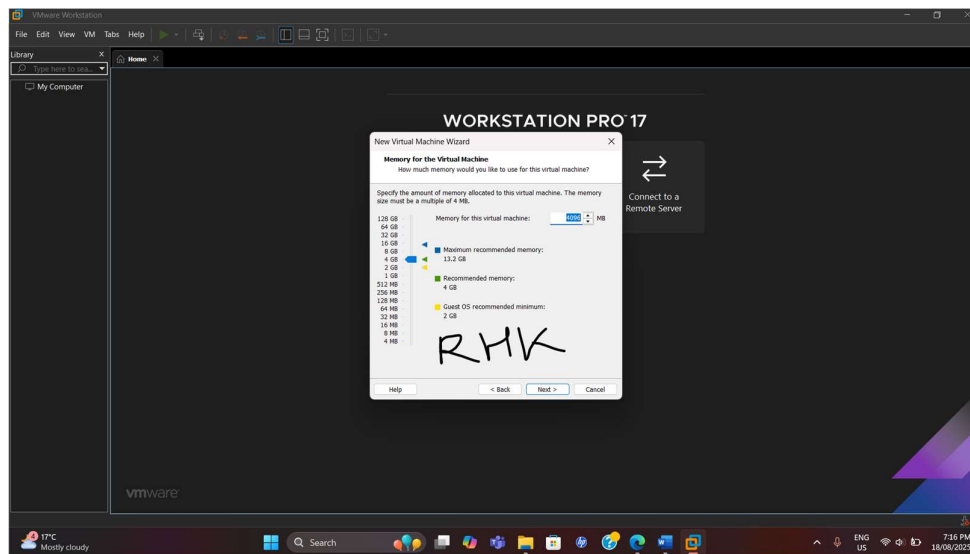 VMware Workstation
File Edit View VM Tabs Help
Library X
Type here to sea...
My Computer
Home X
WORKSTATION PRO 17
New Virtual Machine Wizard
Memory for the Virtual Machine
How much memory would you like to use for this virtual machine?
Specify the amount of memory allocated to this virtual machine. The memory
size must be a multiple of 4 MB.
Memory for this virtual machine: 4096 MB
128 GB
64 GB
32 GB
16 GB
8 GB
4 GB
2 GB
1 GB
512 MB
256 MB
128 MB
64 MB
32 MB
16 MB
8 MB
4 MB
Maximum recommended memory:
13.2 GB
Recommended memory:
4 GB
Guest OS recommended minimum:
2 GB
RHK
Help < Back Next > Cancel
Connect to a
Remote Server
vmware
4
17°C
Mostly cloudy
Search
ENG
US
7:16 PM
18/08/2025